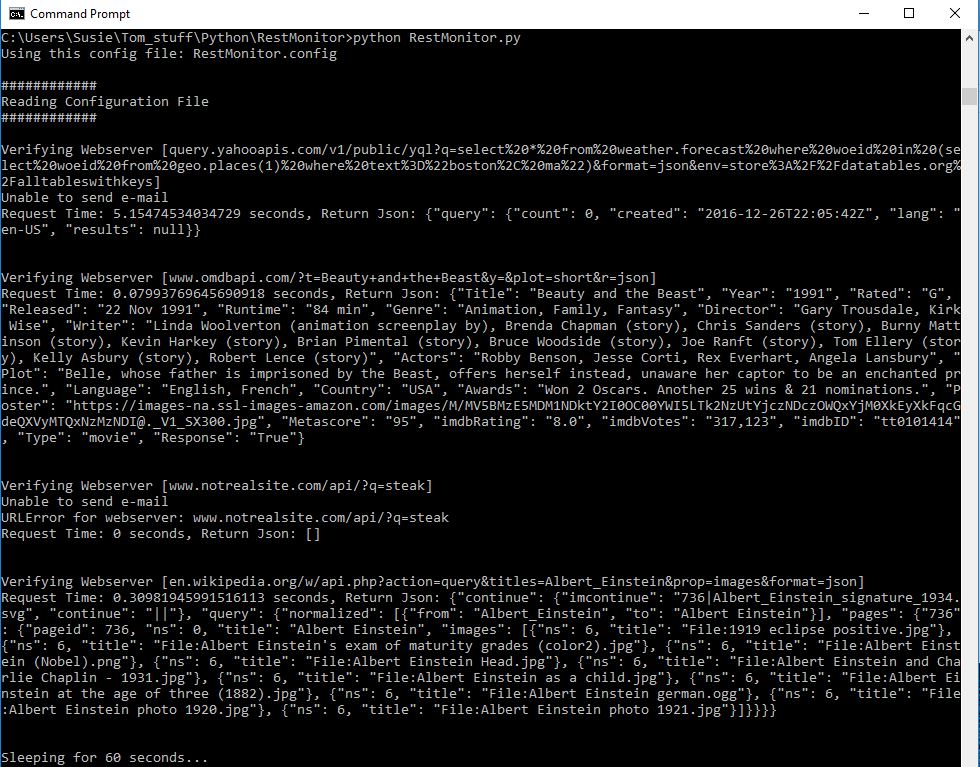 Command Prompt
C:\Users\Susie\Tom_stuff\Python\RestMonitor>python RestMonitor.py
Using this config file: RestMonitor.config
############
Reading Configuration File
############
Verifying Webserver [query.yahooapis.com/v1/public/yql?q=select%20*%20from%20weather.forecast%20where%20woeid%20in%20(se
lect%20woeid%20from%20geo.places(1)%20where%20text%3D%22boston%2C%20ma%22)&format=json&env=store%3A%2F%2Fdatatables.org%
2Falltableswithkeys]
Unable to send e-mail
Request Time: 5.15474534034729 seconds, Return Json: {"query": {"count": 0, "created": "2016-12-26T22:05:42Z", "lang": "
en-US", "results": null}}
Verifying Webserver [www.omdbapi.com/?t=Beauty+and+the+Beast&y=&plot=short&r=json]
Request Time: 0.07993769645690918 seconds, Return Json: {"Title": "Beauty and the Beast", "Year": "1991", "Rated": "G",
"Released": "22 Nov 1991", "Runtime": "84 min", "Genre": "Animation, Family, Fantasy", "Director": "Gary Trousdale, Kirk
Wise", "Writer": "Linda Woolverton (animation screenplay by), Brenda Chapman (story), Chris Sanders (story), Burny Matt
inson (story), Kevin Harkey (story), Brian Pimental (story), Bruce Woodside (story), Joe Ranft (story), Tom Ellery (stor
y), Kelly Asbury (story), Robert Lence (story)", "Actors": "Robby Benson, Jesse Corti, Rex Everhart, Angela Lansbury", "
Plot": "Belle, whose father is imprisoned by the Beast, offers herself instead, unaware her captor to be an enchanted pr
ince.", "Language": "English, French", "Country": "USA", "Awards": "Won 2 Oscars. Another 25 wins & 21 nominations.", "P
oster": "https://images-na.ssl-images-amazon.com/images/M/MV5BMzE5MDM1NDktY2I0OC00YWI5LTk2NzUtYjczNDczOWQxYjM0XkEyXkFqcG
deQXVyMTQxNzMzNDI@._V1_SX300.jpg", "Metascore": "95", "imdbRating": "8.0", "imdbVotes": "317,123", "imdbID": "tt0101414"
, "Type": "movie", "Response": "True"}
Verifying Webserver [www.notrealsite.com/api/?q=steak]
Unable to send e-mail
URLError for webserver: www.notrealsite.com/api/?q=steak
Request Time: 0 seconds, Return Json: []
Verifying Webserver [en.wikipedia.org/w/api.php?action=query&titles=Albert_Einstein&prop=images&format=json]
Request Time: 0.30981945991516113 seconds, Return Json: {"continue": {"imcontinue": "736|Albert_Einstein_signature_1934.
svg", "continue": "||"}, "query": {"normalized": [{"from": "Albert_Einstein", "to": "Albert Einstein"}], "pages": {"736"
: {"pageid": 736, "ns": 0, "title": "Albert Einstein", "images": [{"ns": 6, "title": "File:1919 eclipse positive.jpg"},
{"ns": 6, "title": "File:Albert Einstein's exam of maturity grades (color2).jpg"}, {"ns": 6, "title": "File:Albert Einst
ein (Nobel).png"}, {"ns": 6, "title": "File:Albert Einstein Head.jpg"}, {"ns": 6, "title": "File:Albert Einstein and Cha
rlie Chaplin - 1931.jpg"}, {"ns": 6, "title": "File:Albert Einstein as a child.jpg"}, {"ns": 6, "title": "File:Albert Ei
nstein at the age of three (1882).jpg"}, {"ns": 6, "title": "File:Albert Einstein german.ogg"}, {"ns": 6, "title": "File
:Albert Einstein photo 1920.jpg"}, {"ns": 6, "title": "File:Albert Einstein photo 1921.jpg"}]}}}}
Sleeping for 60 seconds...